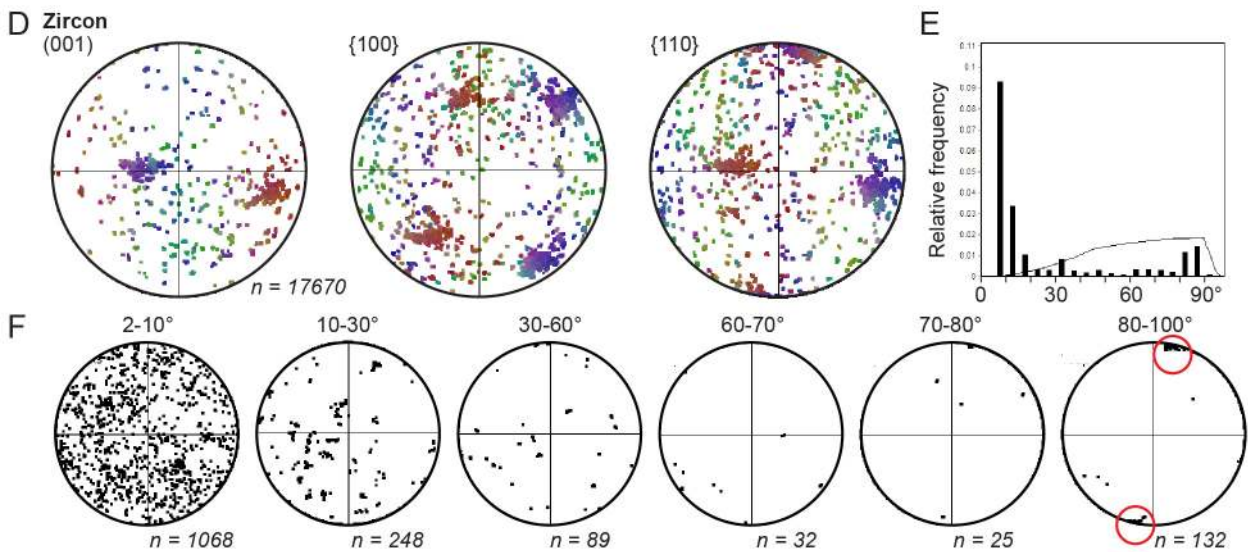 D Zircon
(001) {100} {110} E
n = 17670
Relative frequency
0.11
0.1
0.09
0.08
0.07
0.06
0.05
0.04
0.03
0.02
0.01
0
0 30 60 90°
F 2-10° 10-30° 30-60° 60-70° 70-80° 80-100°
n = 1068 n = 248 n = 89 n = 32 n = 25 n = 132